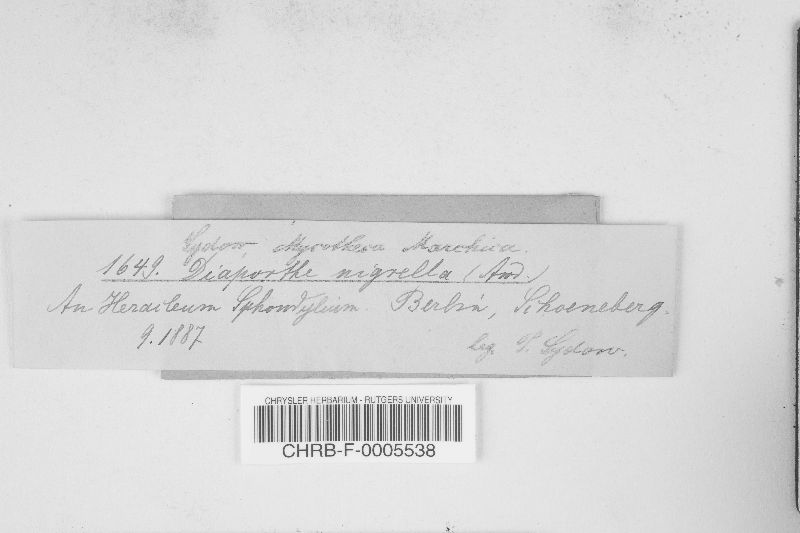 Sydow, Mycotheca Marchica.
1649. Diaporthe nigrella (Awd.)
An Heracleum Sphondylium. Berlin, Schoeneberg.
9.1887
leg. P. Sydow.
CHRYSLER HERBARIUM - RUTGERS UNIVERSITY
CHRB-F-0005538